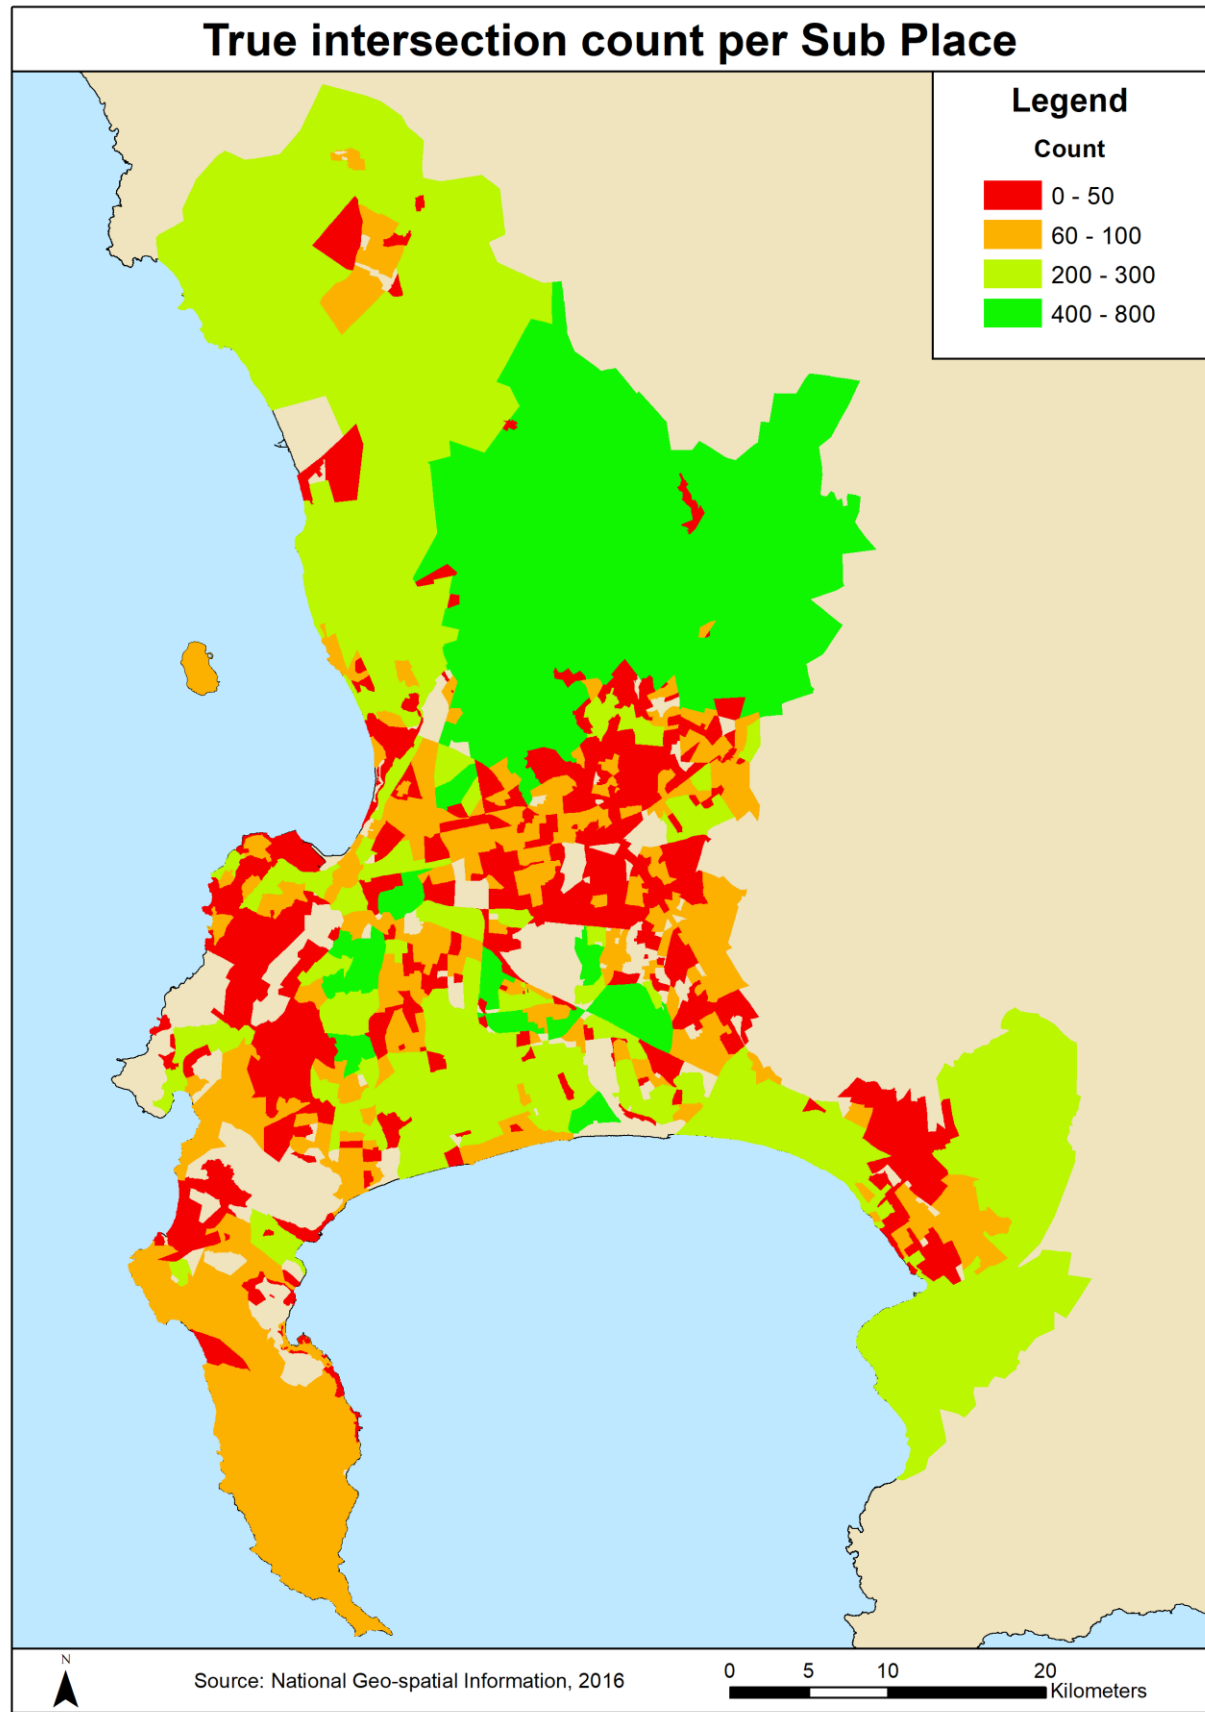 True intersection count per Sub Place
Legend
Count
0 - 50
60 - 100
200 - 300
400 - 800
N
Source: National Geo-spatial Information, 2016
0 5 10 20
Kilometers